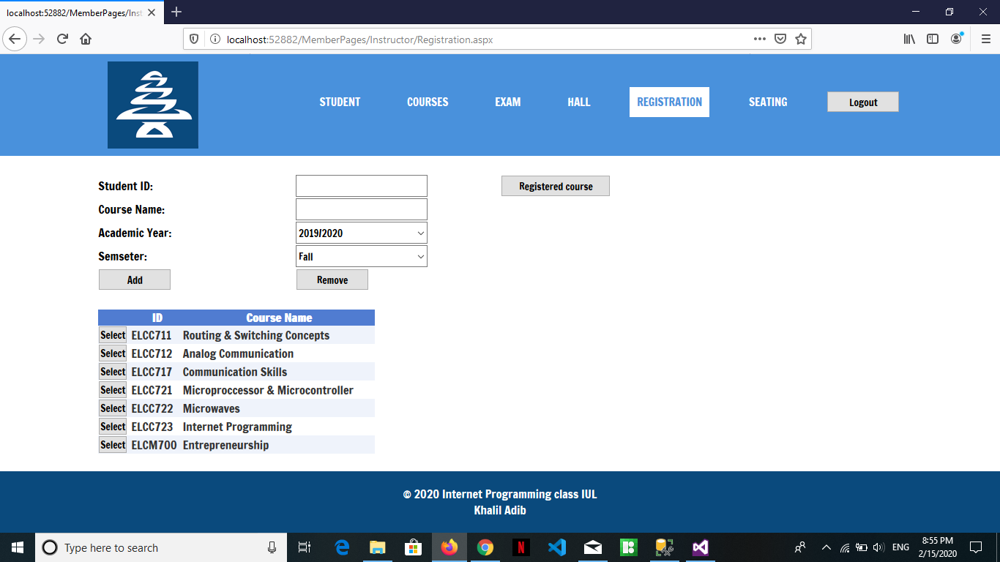 localhost:52882/MemberPages/Inst
localhost:52882/MemberPages/Instructor/Registration.aspx
STUDENT COURSES EXAM HALL REGISTRATION SEATING Logout
Student ID: Registered course
Course Name:
Academic Year: 2019/2020
Semseter: Fall
Add Remove
ID Course Name
Select ELCC711 Routing & Switching Concepts
Select ELCC712 Analog Communication
Select ELCC717 Communication Skills
Select ELCC721 Microproccessor & Microcontroller
Select ELCC722 Microwaves
Select ELCC723 Internet Programming
Select ELCM700 Entrepreneurship
© 2020 Internet Programming class IUL
Khalil Adib
Type here to search
ENG
8:55 PM
2/15/2020